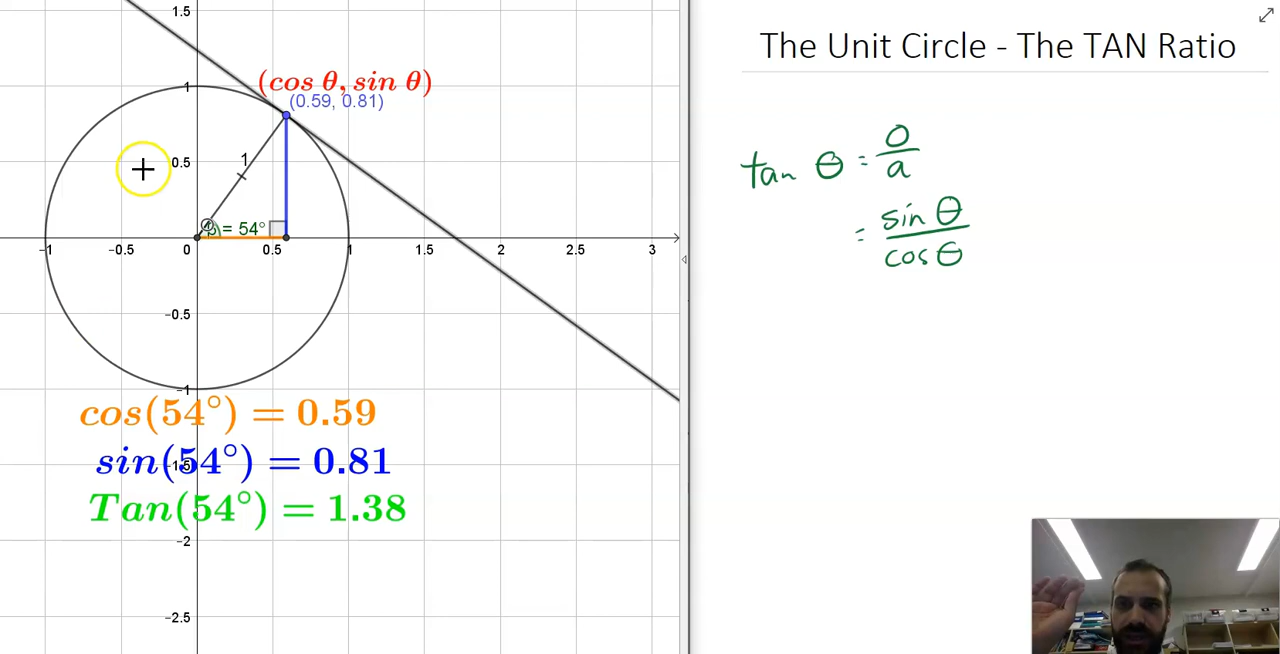 The Unit Circle - The TAN Ratio
1.5
(cos θ, sin θ)
(0.59, 0.81)
1
0.5
1
= 54°
-1
-0.5
0
0.5
1
1.5
2
2.5
3
-0.5
-1
cos(54°) = 0.59
sin(54°) = 0.81
-1.5
Tan(54°) = 1.38
-2
-2.5
tan θ = o/a
= sin θ/cos θ